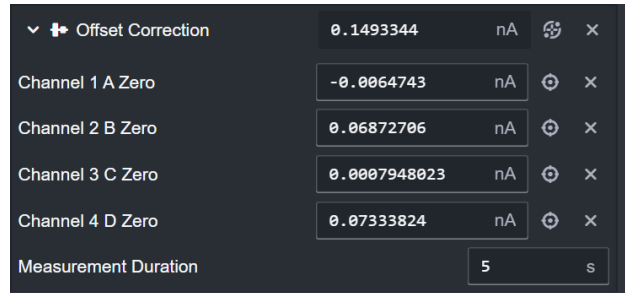 Offset Correction 0.1493344 nA
Channel 1 A Zero -0.0064743 nA
Channel 2 B Zero 0.06872706 nA
Channel 3 C Zero 0.0007948023 nA
Channel 4 D Zero 0.07333824 nA
Measurement Duration 5 s